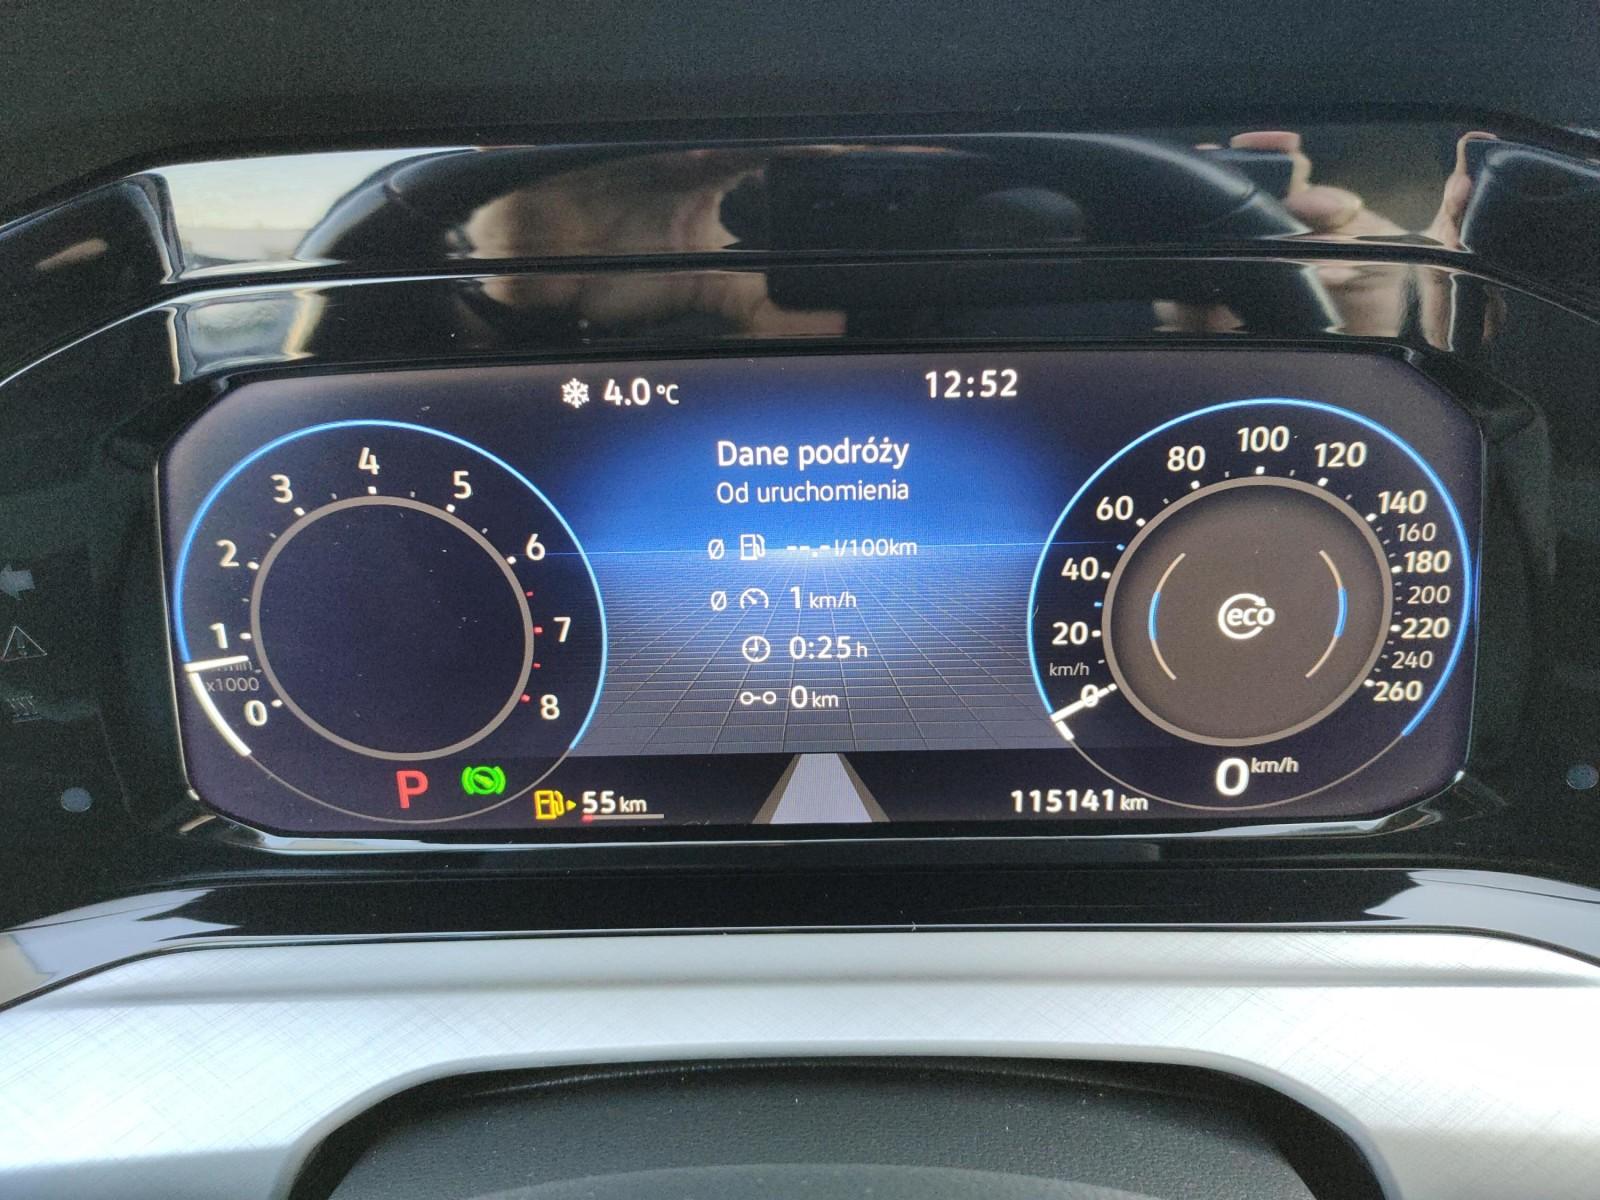 4.0 °C
12:52
Dane podróży
Od uruchomienia
Ø --.- l/100km
Ø 1 km/h
0:25 h
0 km
0
1
2
3
4
5
6
7
8
x1000
0
20
40
60
80
100
120
140
160
180
200
220
240
260
km/h
eco
P
55 km
115141 km
0 km/h